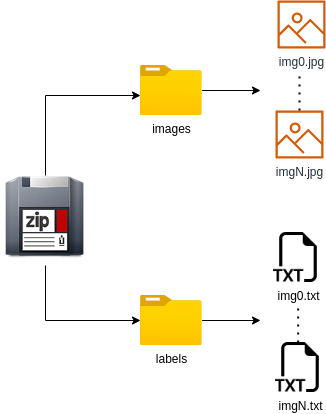 img0.jpg
images
imgN.jpg
zip
TXT
img0.txt
labels
TXT
imgN.txt